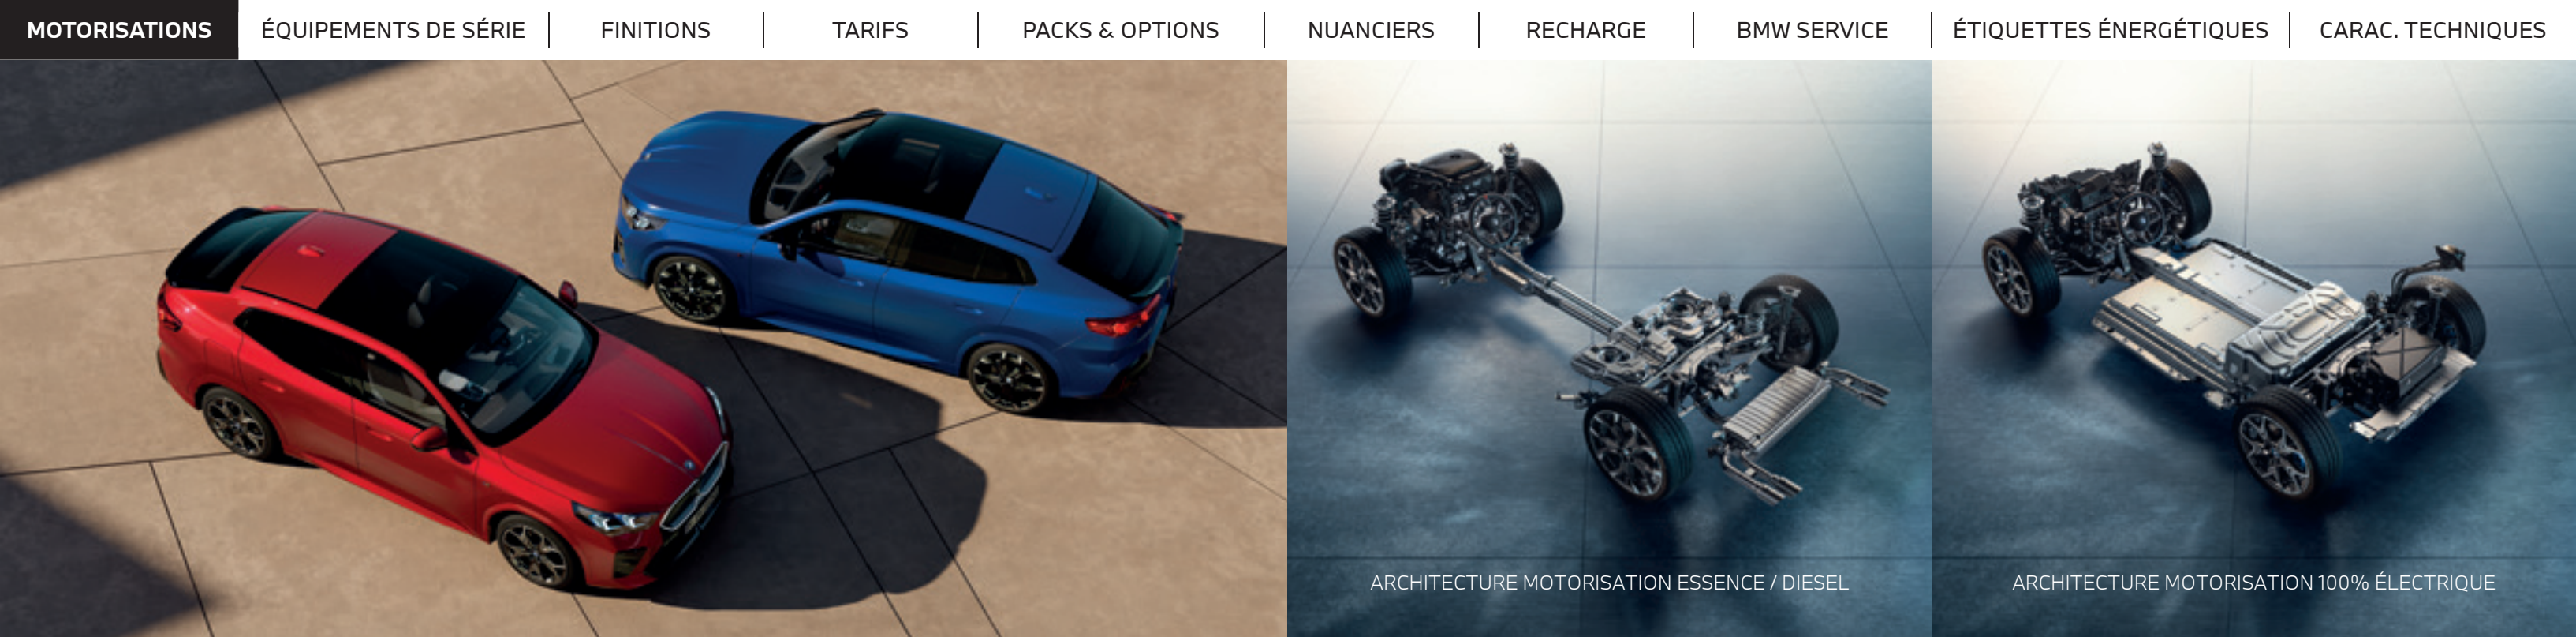 MOTORISATIONS
ÉQUIPEMENTS DE SÉRIE
FINITIONS
TARIFS
PACKS & OPTIONS
NUANCIERS
RECHARGE
BMW SERVICE
ÉTIQUETTES ÉNERGÉTIQUES
CARAC. TECHNIQUES
ARCHITECTURE MOTORISATION ESSENCE / DIESEL
ARCHITECTURE MOTORISATION 100% ÉLECTRIQUE